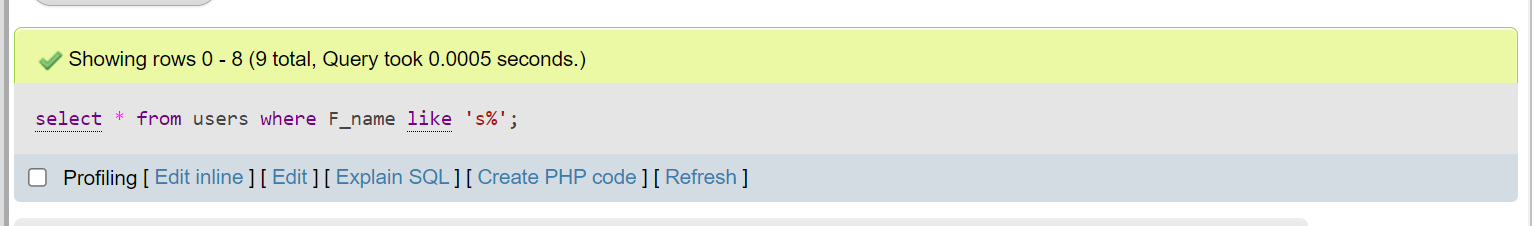 Showing rows 0 - 8 (9 total, Query took 0.0005 seconds.)
select * from users where F_name like 's%';
Profiling [ Edit inline ] [ Edit ] [ Explain SQL ] [ Create PHP code ] [ Refresh ]